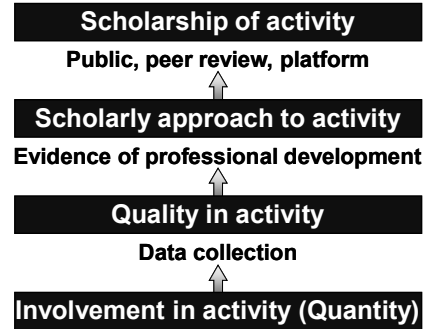 Scholarship of activity
Public, peer review, platform
Scholarly approach to activity
Evidence of professional development
Quality in activity
Data collection
Involvement in activity (Quantity)